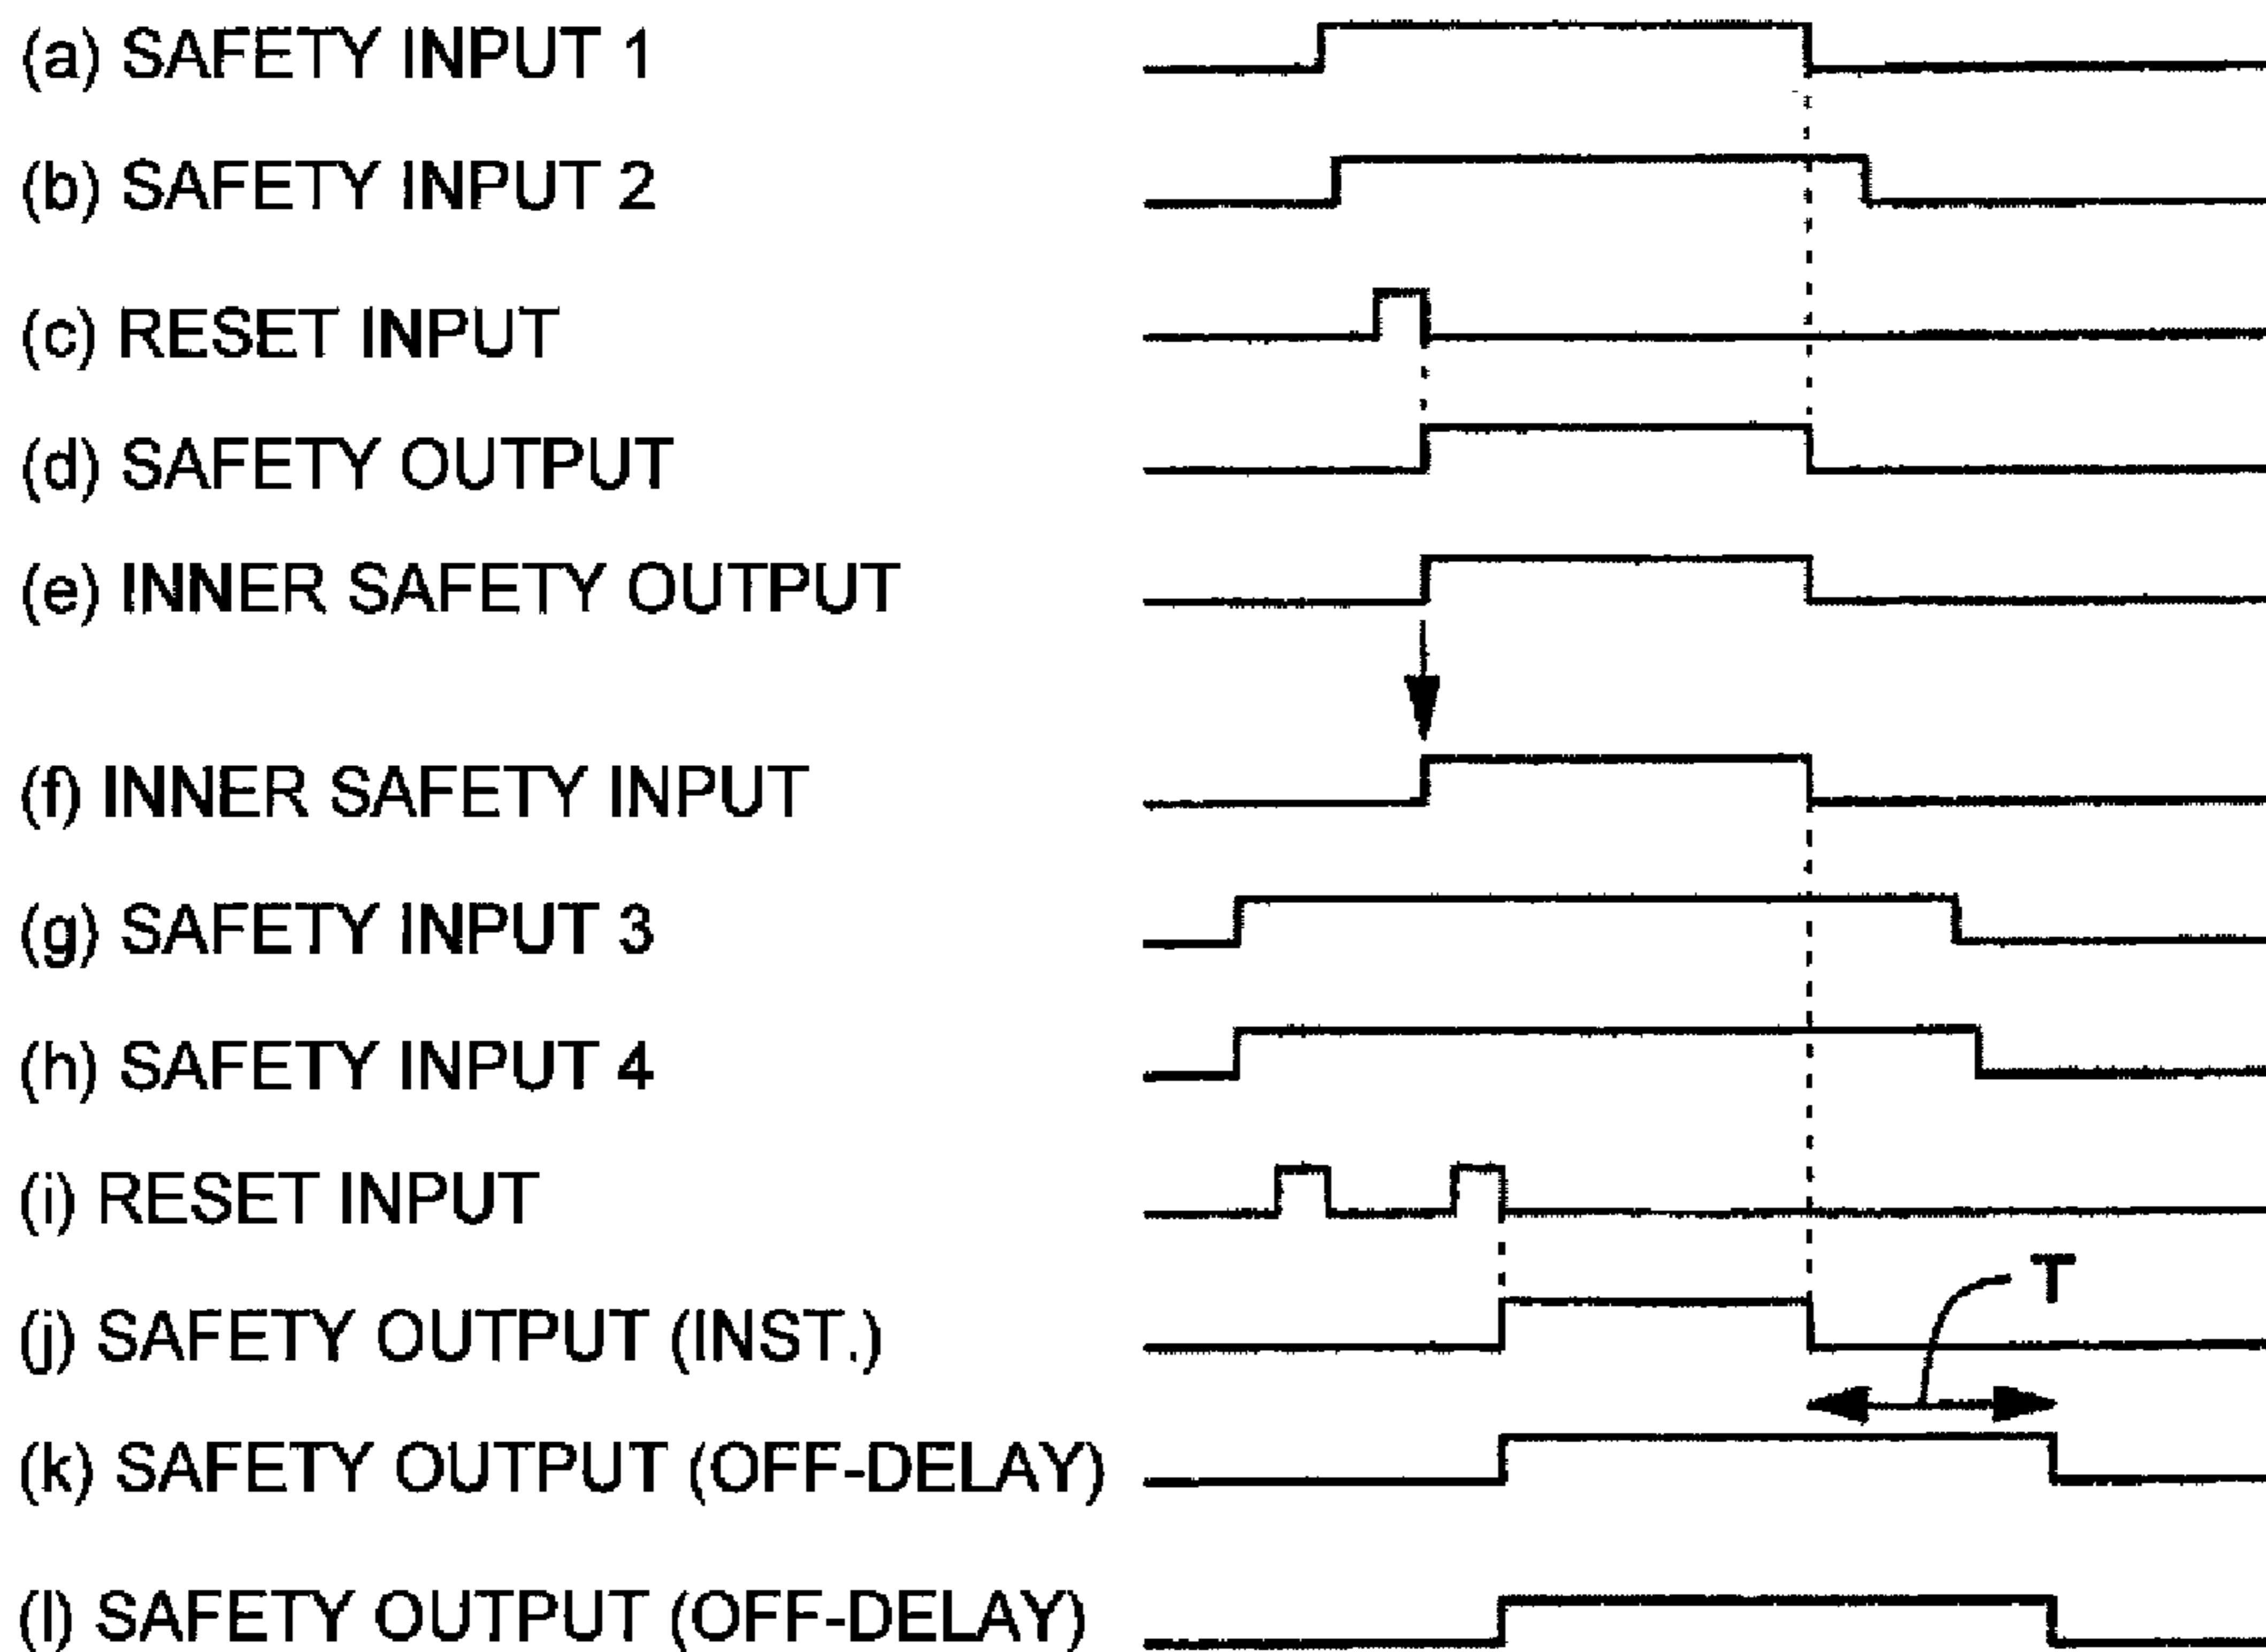 (a) SAFETY INPUT 1
(b) SAFETY INPUT 2
(c) RESET INPUT
(d) SAFETY OUTPUT
(e) INNER SAFETY OUTPUT
(f) INNER SAFETY INPUT
(g) SAFETY INPUT 3
(h) SAFETY INPUT 4
(i) RESET INPUT
T
(j) SAFETY OUTPUT (INST.)
(k) SAFETY OUTPUT (OFF-DELAY)
(l) SAFETY OUTPUT (OFF-DELAY)